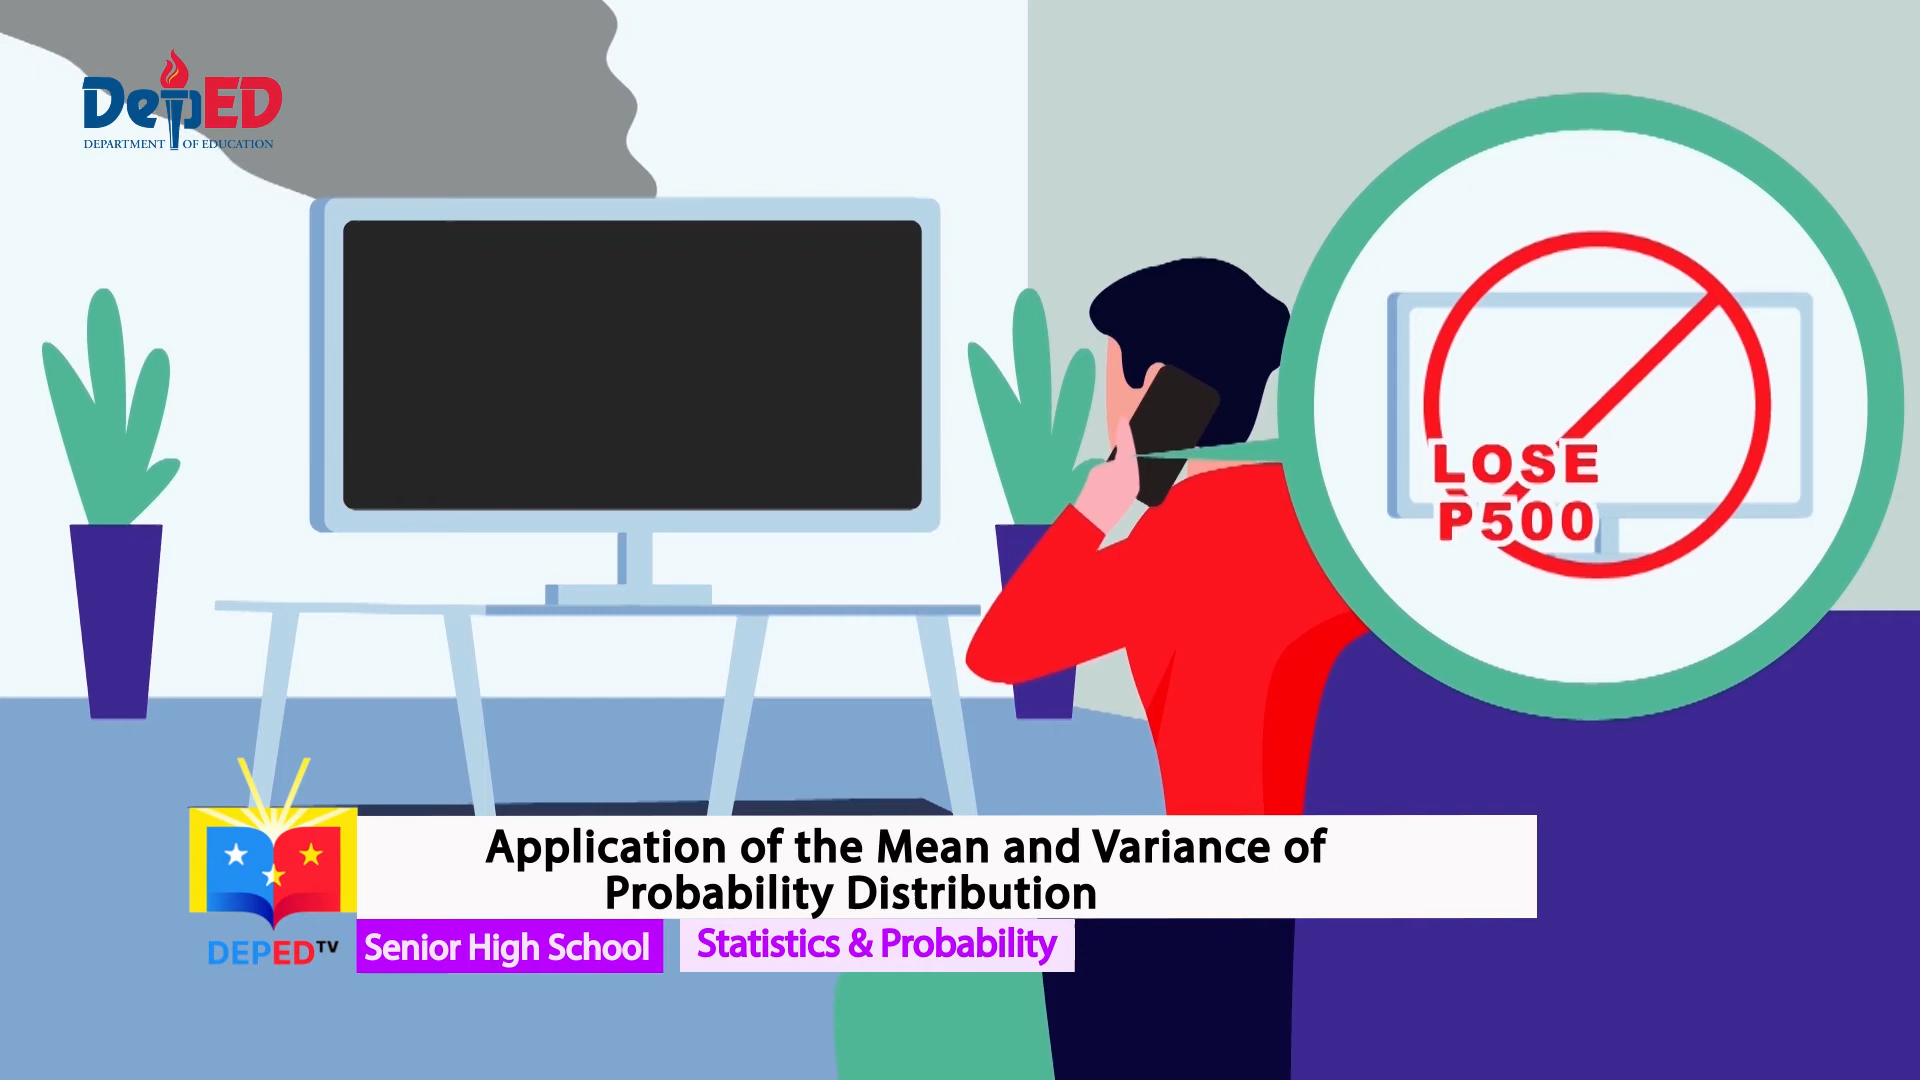 DepED
DEPARTMENT OF EDUCATION
LOSE
P500
Application of the Mean and Variance of
Probability Distribution
DEPED TV
Senior High School
Statistics & Probability